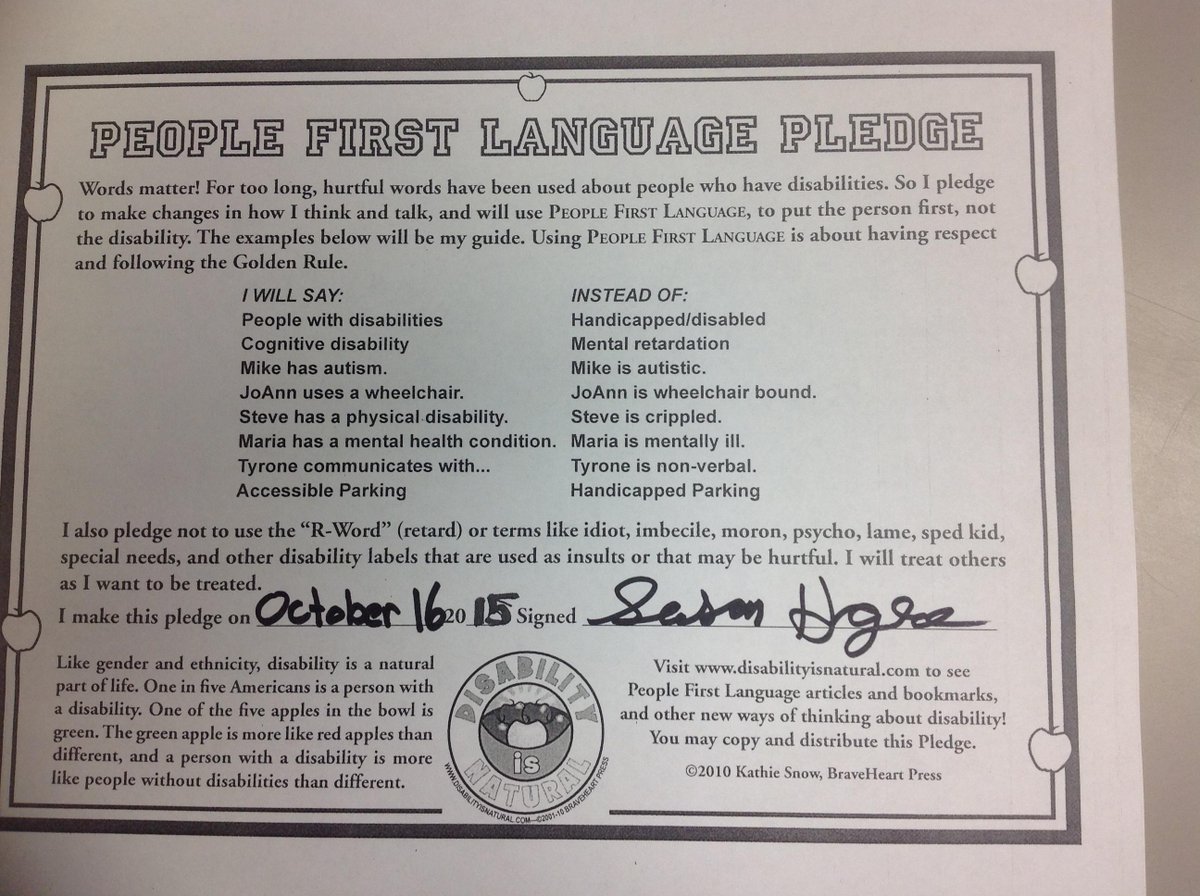 PEOPLE FIRST LANGUAGE PLEDGE
Words matter! For too long, hurtful words have been used about people who have disabilities. So I pledge
to make changes in how I think and talk, and will use PEOPLE FIRST LANGUAGE, to put the person first, not
the disability. The examples below will be my guide. Using PEOPLE FIRST LANGUAGE is about having respect
and following the Golden Rule.
I WILL SAY: INSTEAD OF:
People with disabilities Handicapped/disabled
Cognitive disability Mental retardation
Mike has autism. Mike is autistic.
JoAnn uses a wheelchair. JoAnn is wheelchair bound.
Steve has a physical disability. Steve is crippled.
Maria has a mental health condition. Maria is mentally ill.
Tyrone communicates with... Tyrone is non-verbal.
Accessible Parking Handicapped Parking
I also pledge not to use the “R-Word” (retard) or terms like idiot, imbecile, moron, psycho, lame, sped kid,
special needs, and other disability labels that are used as insults or that may be hurtful. I will treat others
as I want to be treated.
I make this pledge on October 16 20 15 Signed
Like gender and ethnicity, disability is a natural
part of life. One in five Americans is a person with
a disability. One of the five apples in the bowl is
green. The green apple is more like red apples than
different, and a person with a disability is more
like people without disabilities than different.
DISABILITY
is
NATURAL
WWW.DISABILITYISNATURAL.COM—©2001-10 BRAVEHEART PRESS
Visit www.disabilityisnatural.com to see
People First Language articles and bookmarks,
and other new ways of thinking about disability!
You may copy and distribute this Pledge.
©2010 Kathie Snow, BraveHeart Press